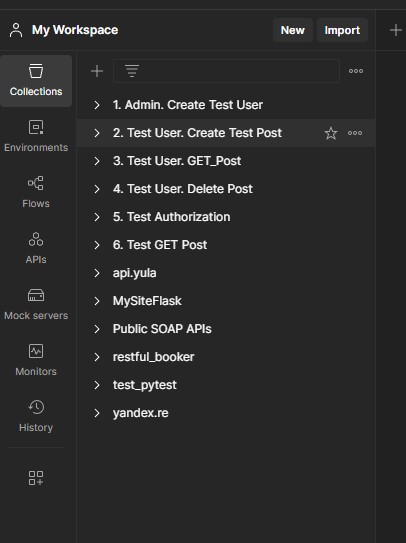 My Workspace
New
Import
Collections
Environments
Flows
APIs
Mock servers
Monitors
History
1. Admin. Create Test User
2. Test User. Create Test Post
3. Test User. GET_Post
4. Test User. Delete Post
5. Test Authorization
6. Test GET Post
api.yula
MySiteFlask
Public SOAP APIs
restful_booker
test_pytest
yandex.re